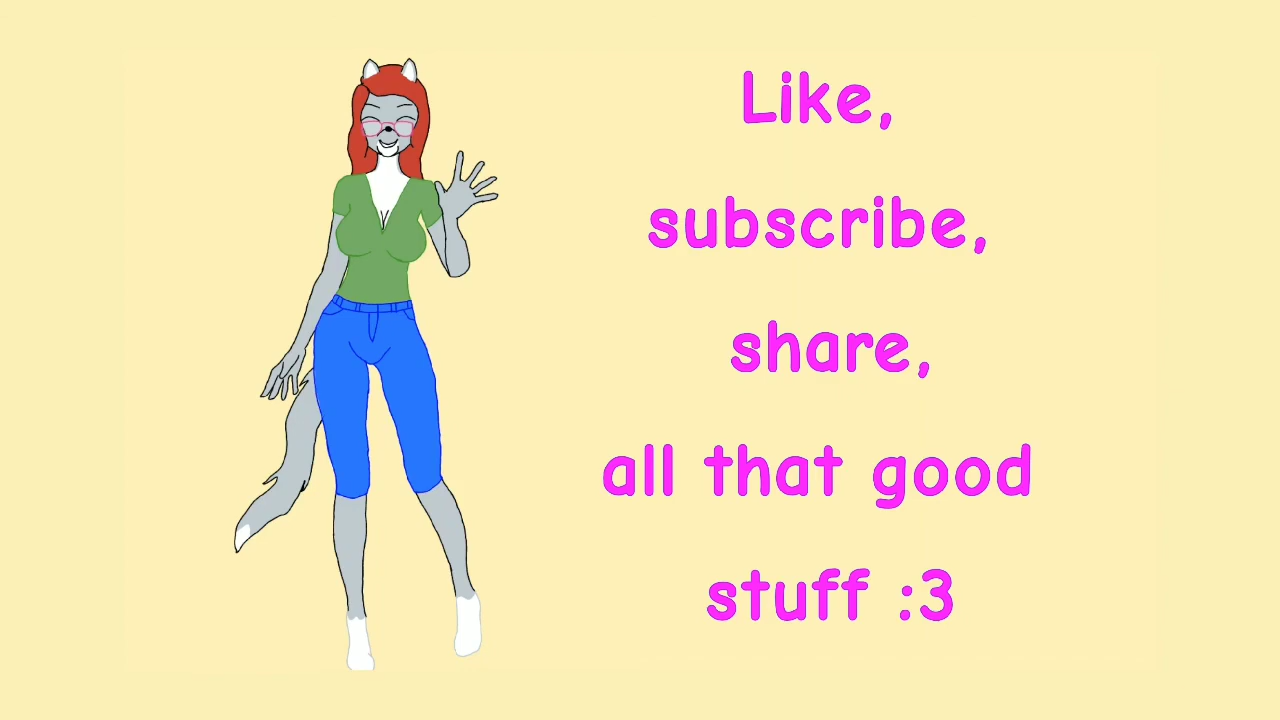 Like,
subscribe,
share,
all that good
stuff :3